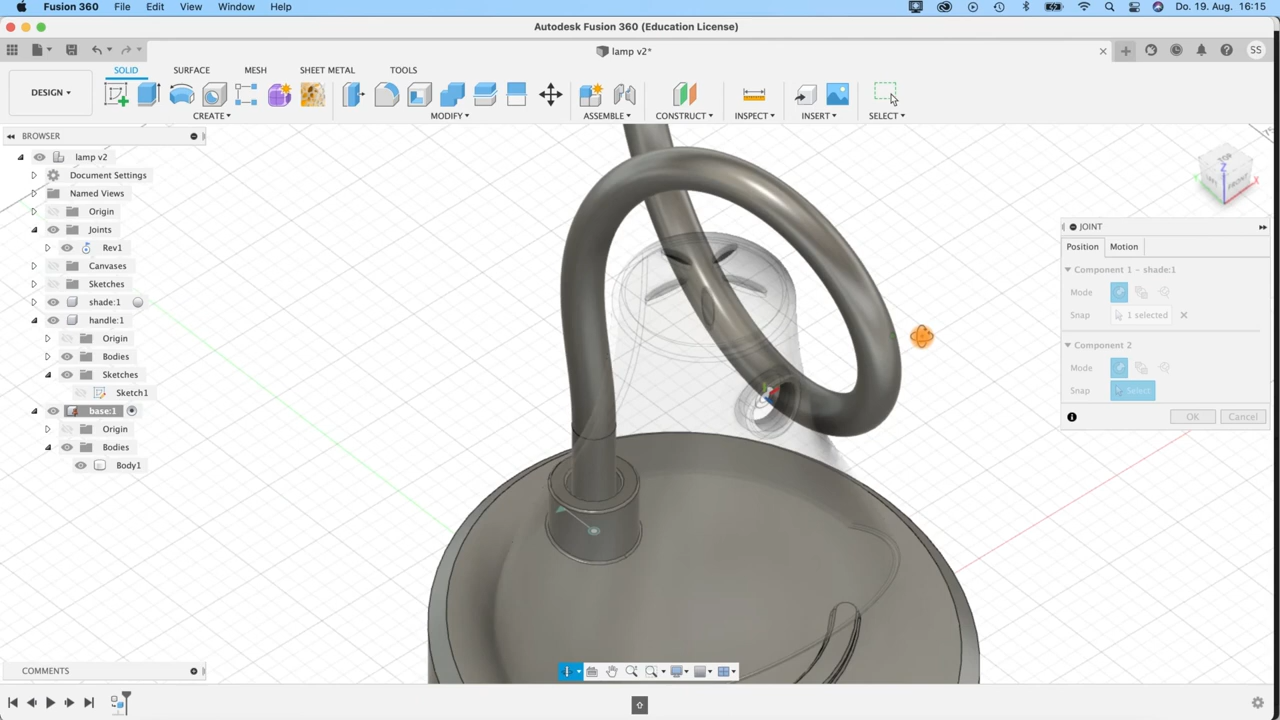 Fusion 360 File Edit View Window Help Do. 19. Aug. 16:15
Autodesk Fusion 360 (Education License)
lamp v2* SS
SOLID SURFACE MESH SHEET METAL TOOLS
DESIGN
CREATE MODIFY ASSEMBLE CONSTRUCT INSPECT INSERT SELECT
BROWSER
lamp v2
Document Settings
Named Views
Origin
Joints
Rev1
Canvases
Sketches
shade:1
handle:1
Origin
Bodies
Sketches
Sketch1
base:1
Origin
Bodies
Body1
TOP
Z
FRONT
JOINT
Position Motion
Component 1 - shade:1
Mode
Snap 1 selected
Component 2
Mode
Snap Select
OK Cancel
COMMENTS